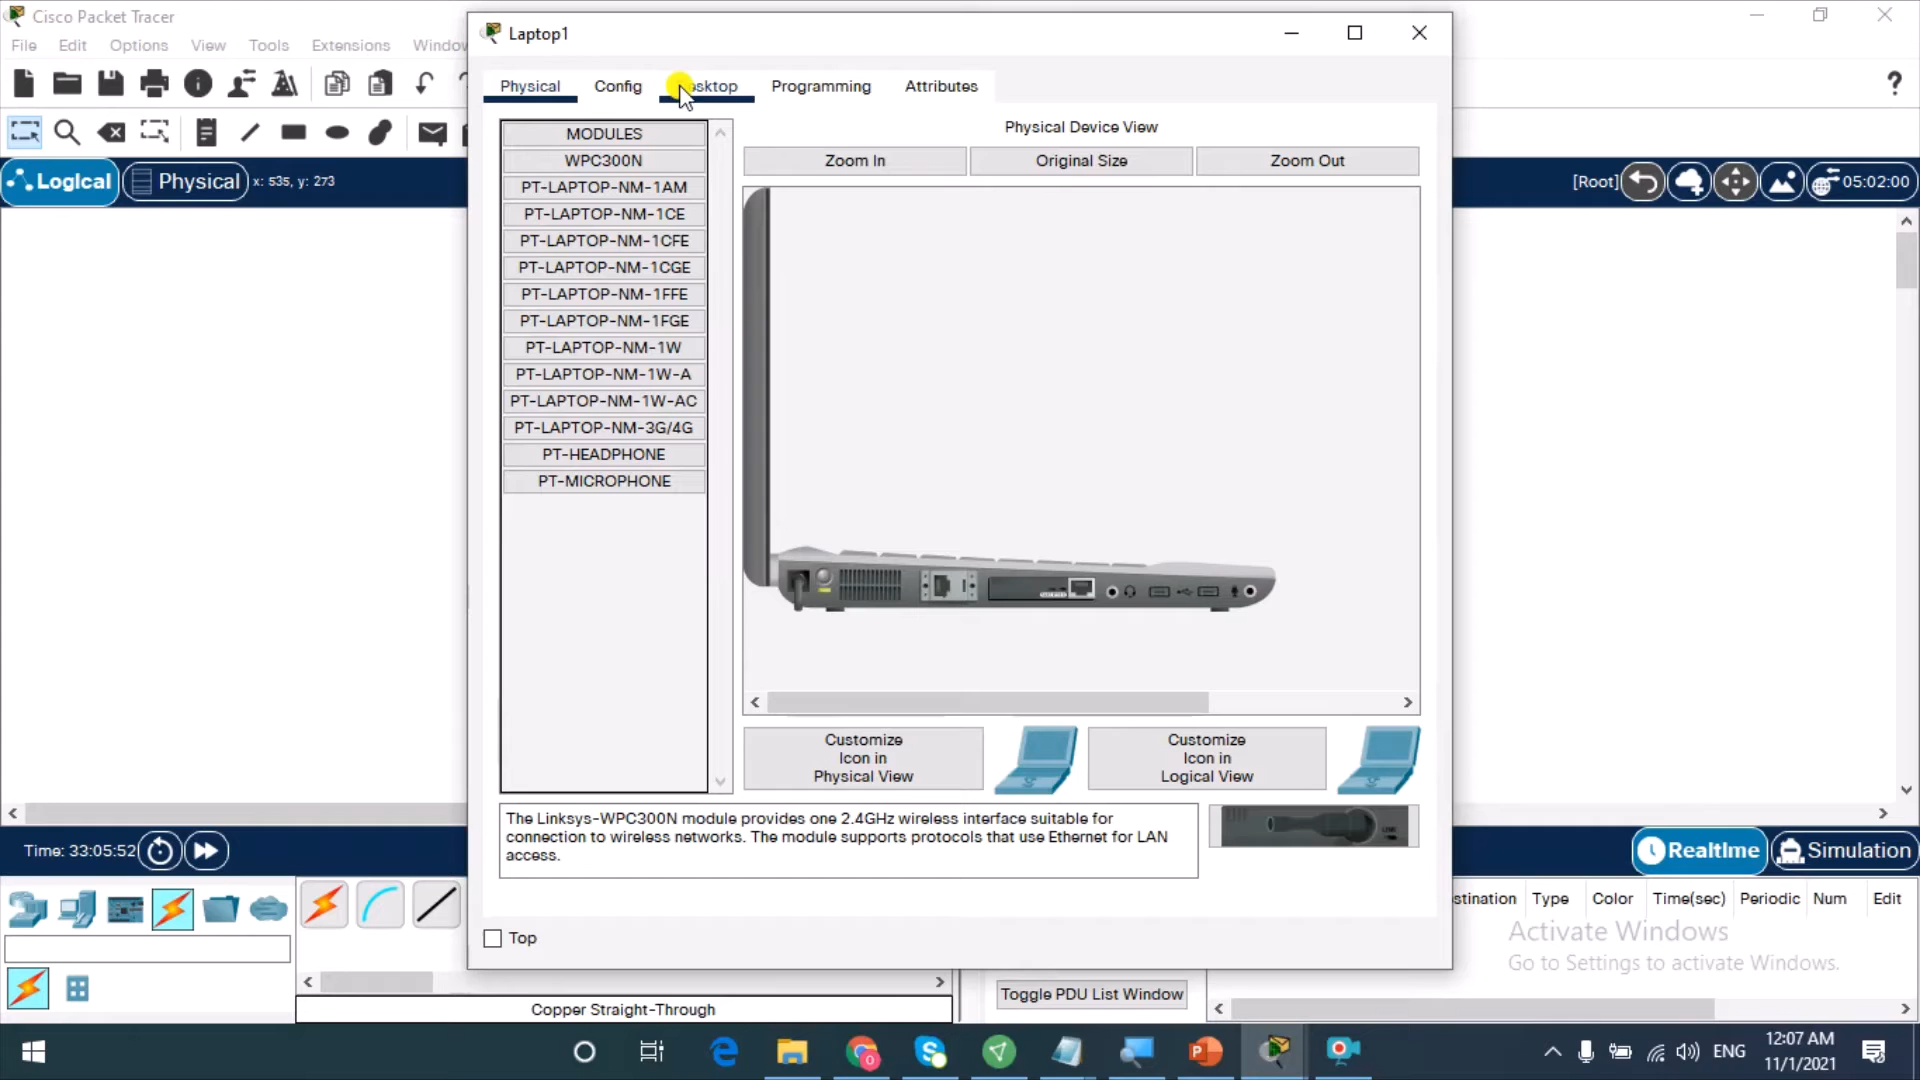 Cisco Packet Tracer
File Edit Options View Tools Extensions Window
Logical Physical x: 535, y: 273
[Root] 05:02:00
Laptop1
Physical Config Desktop Programming Attributes
MODULES
WPC300N
PT-LAPTOP-NM-1AM
PT-LAPTOP-NM-1CE
PT-LAPTOP-NM-1CFE
PT-LAPTOP-NM-1CGE
PT-LAPTOP-NM-1FFE
PT-LAPTOP-NM-1FGE
PT-LAPTOP-NM-1W
PT-LAPTOP-NM-1W-A
PT-LAPTOP-NM-1W-AC
PT-LAPTOP-NM-3G/4G
PT-HEADPHONE
PT-MICROPHONE
Physical Device View
Zoom In Original Size Zoom Out
Customize
Icon in
Physical View
Customize
Icon in
Logical View
The Linksys-WPC300N module provides one 2.4GHz wireless interface suitable for
connection to wireless networks. The module supports protocols that use Ethernet for LAN
access.
Top
Time: 33:05:52
Realtime Simulation
stination Type Color Time(sec) Periodic Num Edit
Activate Windows
Go to Settings to activate Windows.
Toggle PDU List Window
Copper Straight-Through
ENG
12:07 AM
11/1/2021